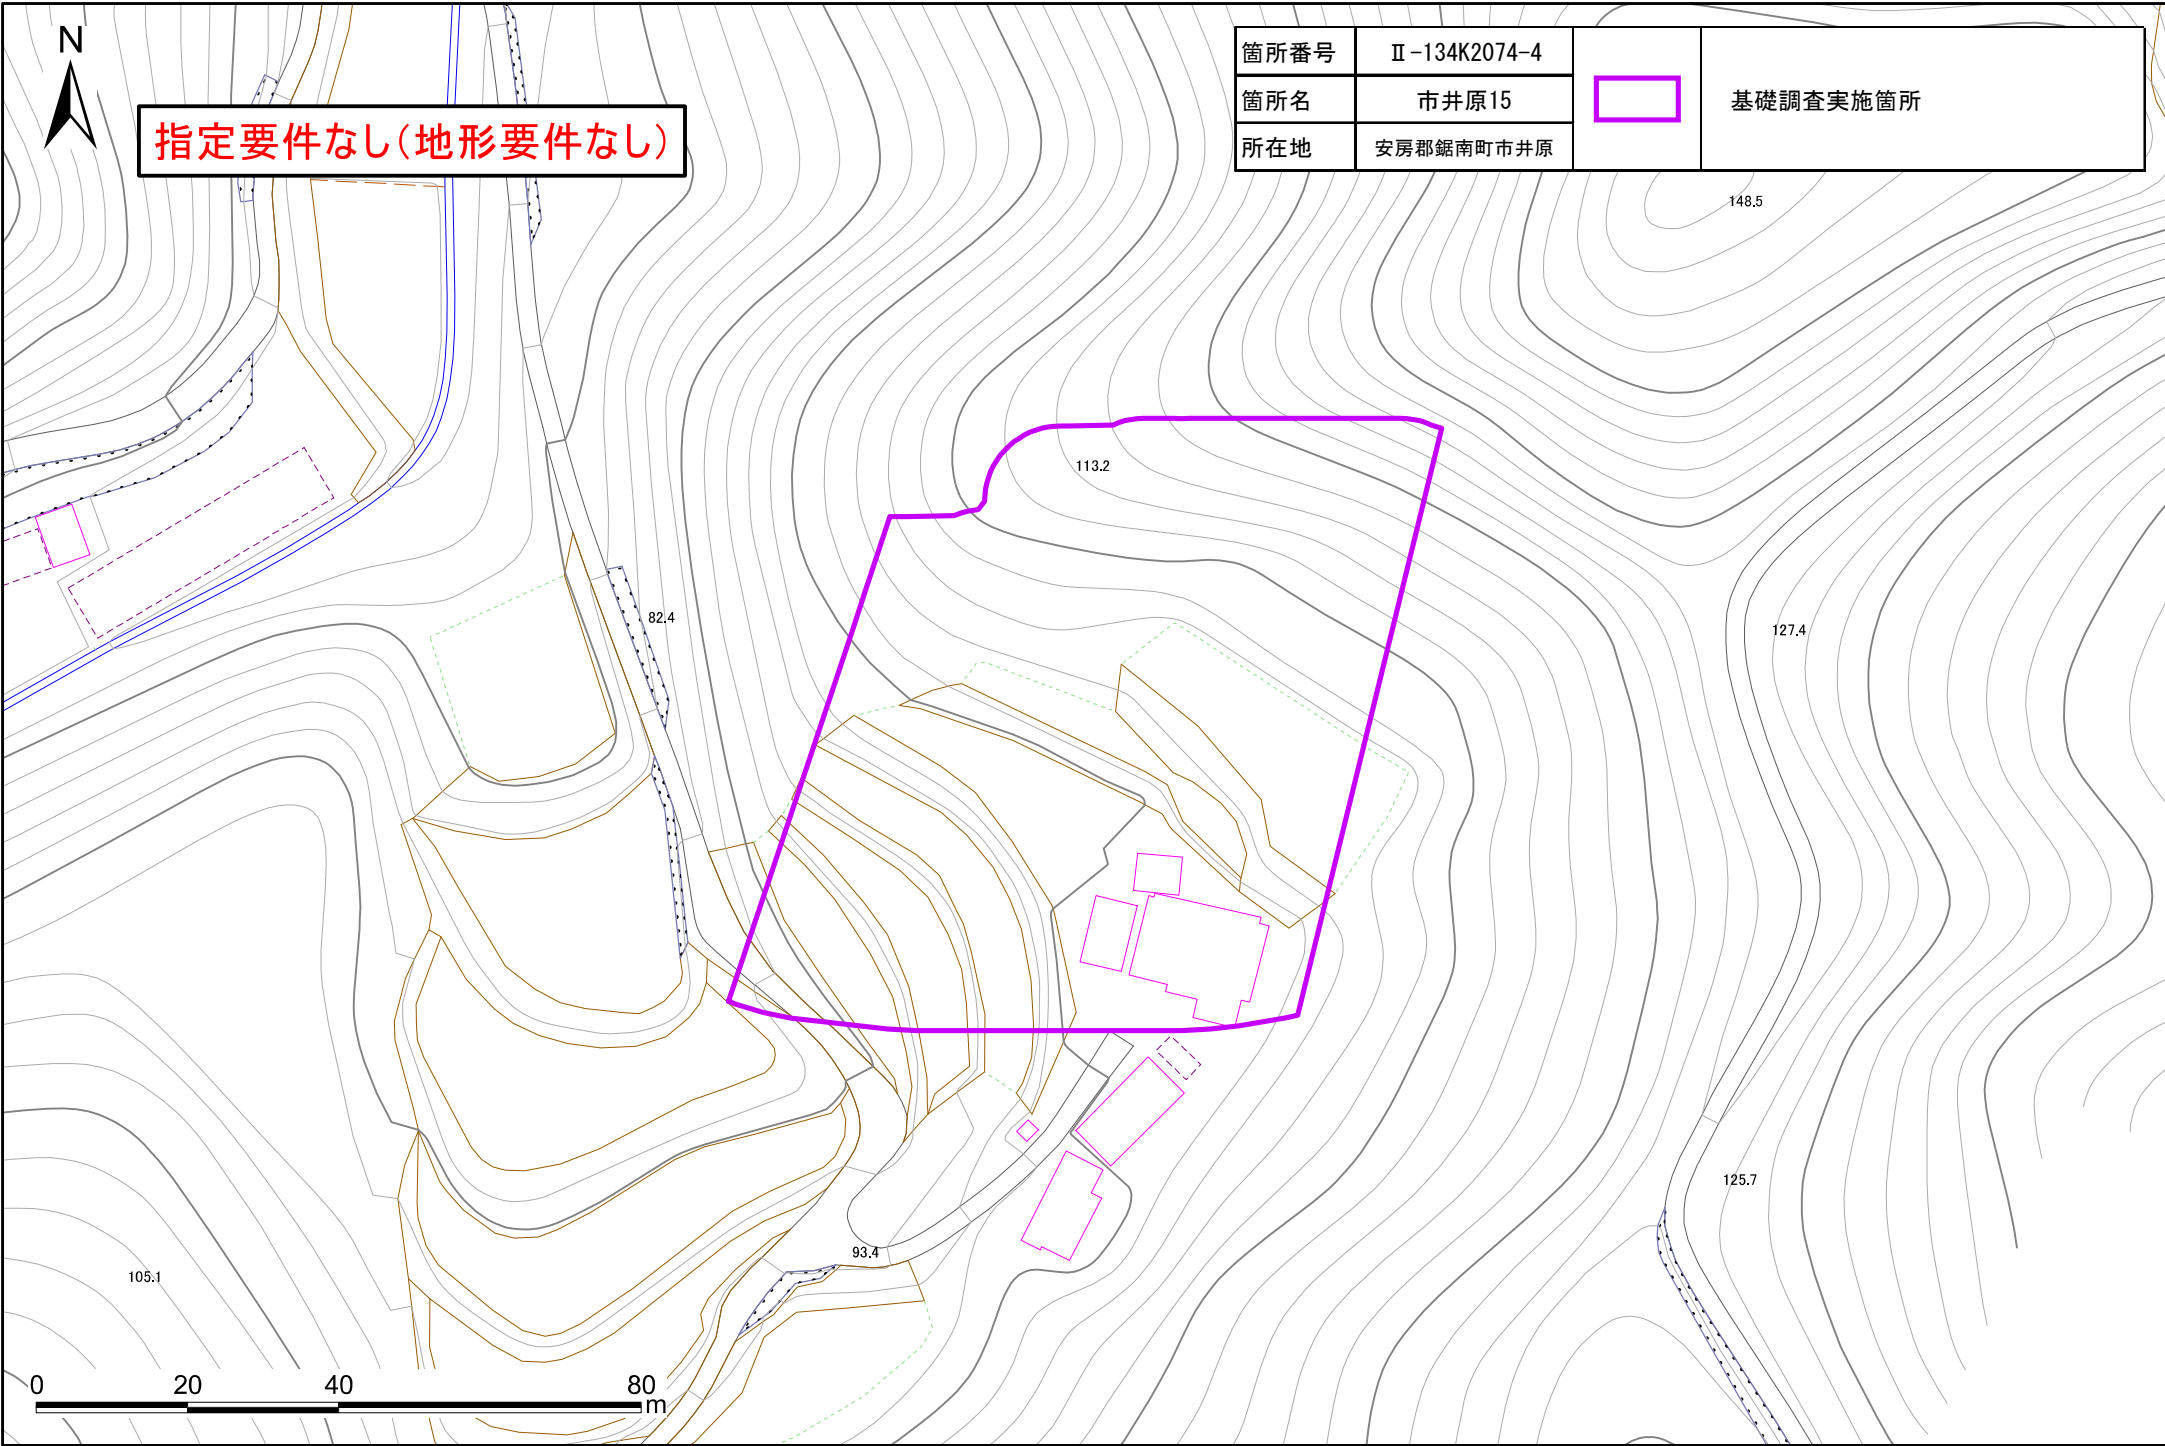 N
指定要件なし(地形要件なし)
箇所番号 Ⅱ-134K2074-4
箇所名 市井原15
所在地 安房郡鋸南町市井原
基礎調査実施箇所
148.5
113.2
82.4
127.4
125.7
93.4
105.1
0 20 40 80
m